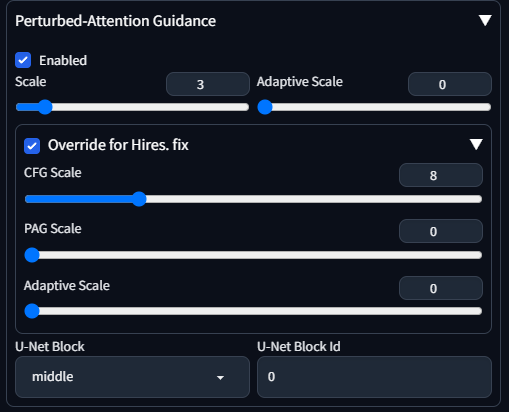 Perturbed-Attention Guidance
Enabled
Scale 3 Adaptive Scale 0
Override for Hires. fix
CFG Scale 8
PAG Scale 0
Adaptive Scale 0
U-Net Block U-Net Block Id
middle 0